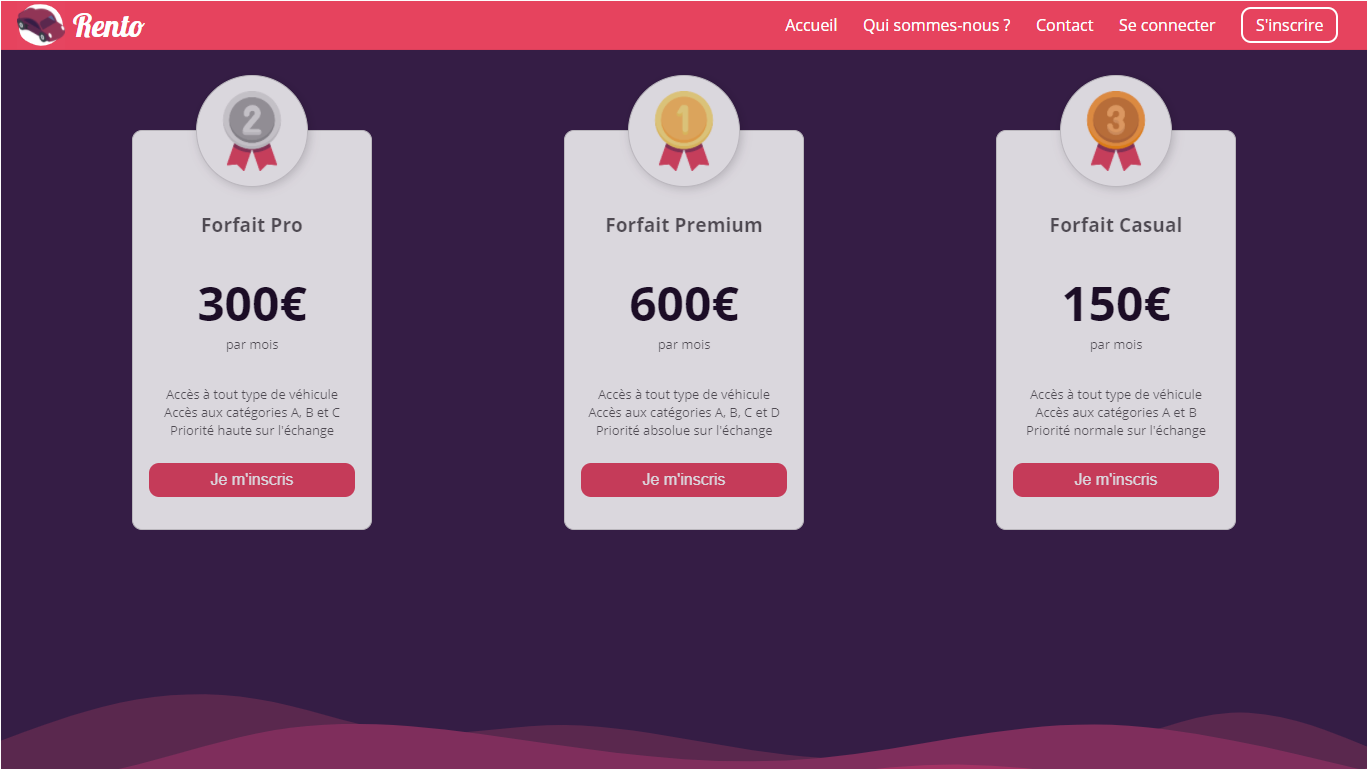 Rento
Accueil
Qui sommes-nous ?
Contact
Se connecter
S'inscrire
2
Forfait Pro
300€
par mois
Accès à tout type de véhicule
Accès aux catégories A, B et C
Priorité haute sur l'échange
Je m'inscris
1
Forfait Premium
600€
par mois
Accès à tout type de véhicule
Accès aux catégories A, B, C et D
Priorité absolue sur l'échange
Je m'inscris
3
Forfait Casual
150€
par mois
Accès à tout type de véhicule
Accès aux catégories A et B
Priorité normale sur l'échange
Je m'inscris